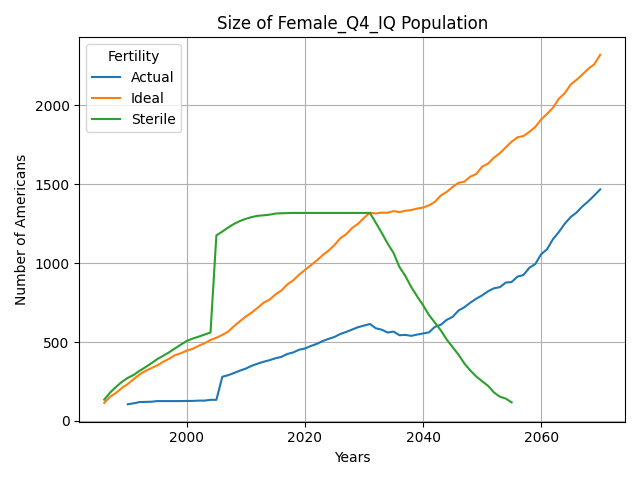 Size of Female_Q4_IQ Population
Fertility
Actual
Ideal
Sterile
Number of Americans
2000
1500
1000
500
0
2000
2020
2040
2060
Years